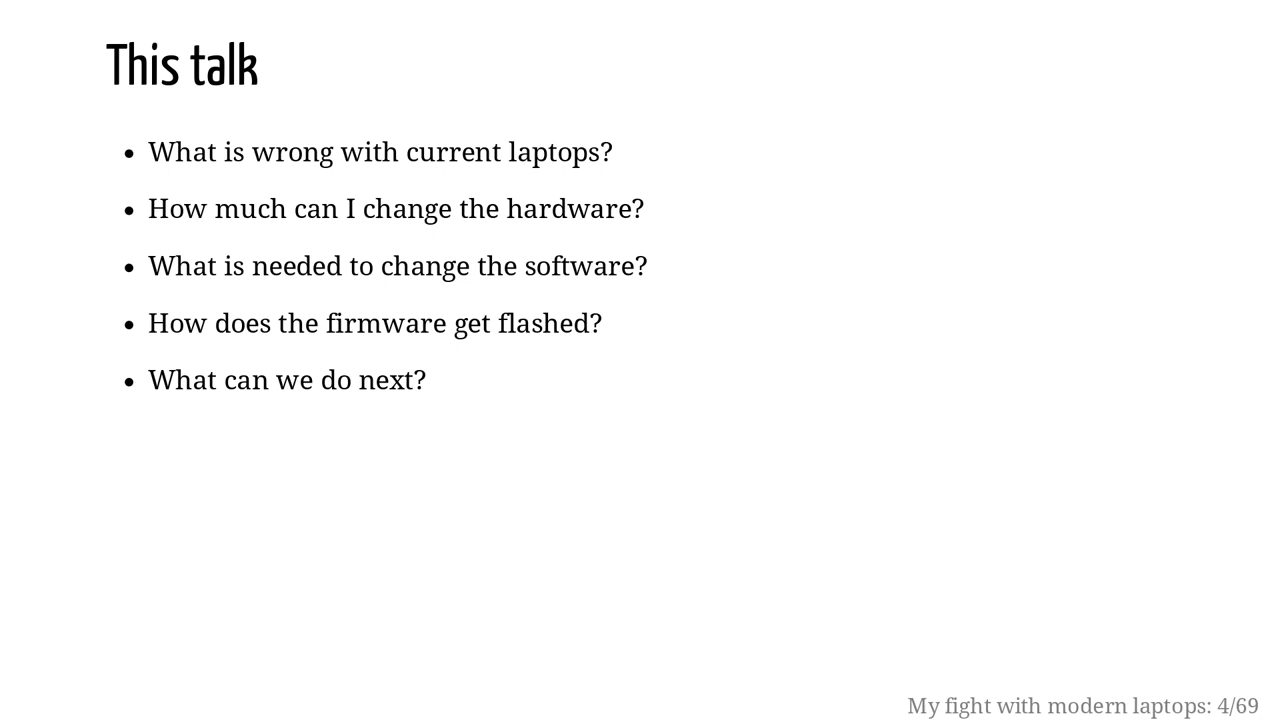 This talk
• What is wrong with current laptops?
• How much can I change the hardware?
• What is needed to change the software?
• How does the firmware get flashed?
• What can we do next?
My fight with modern laptops: 4/69